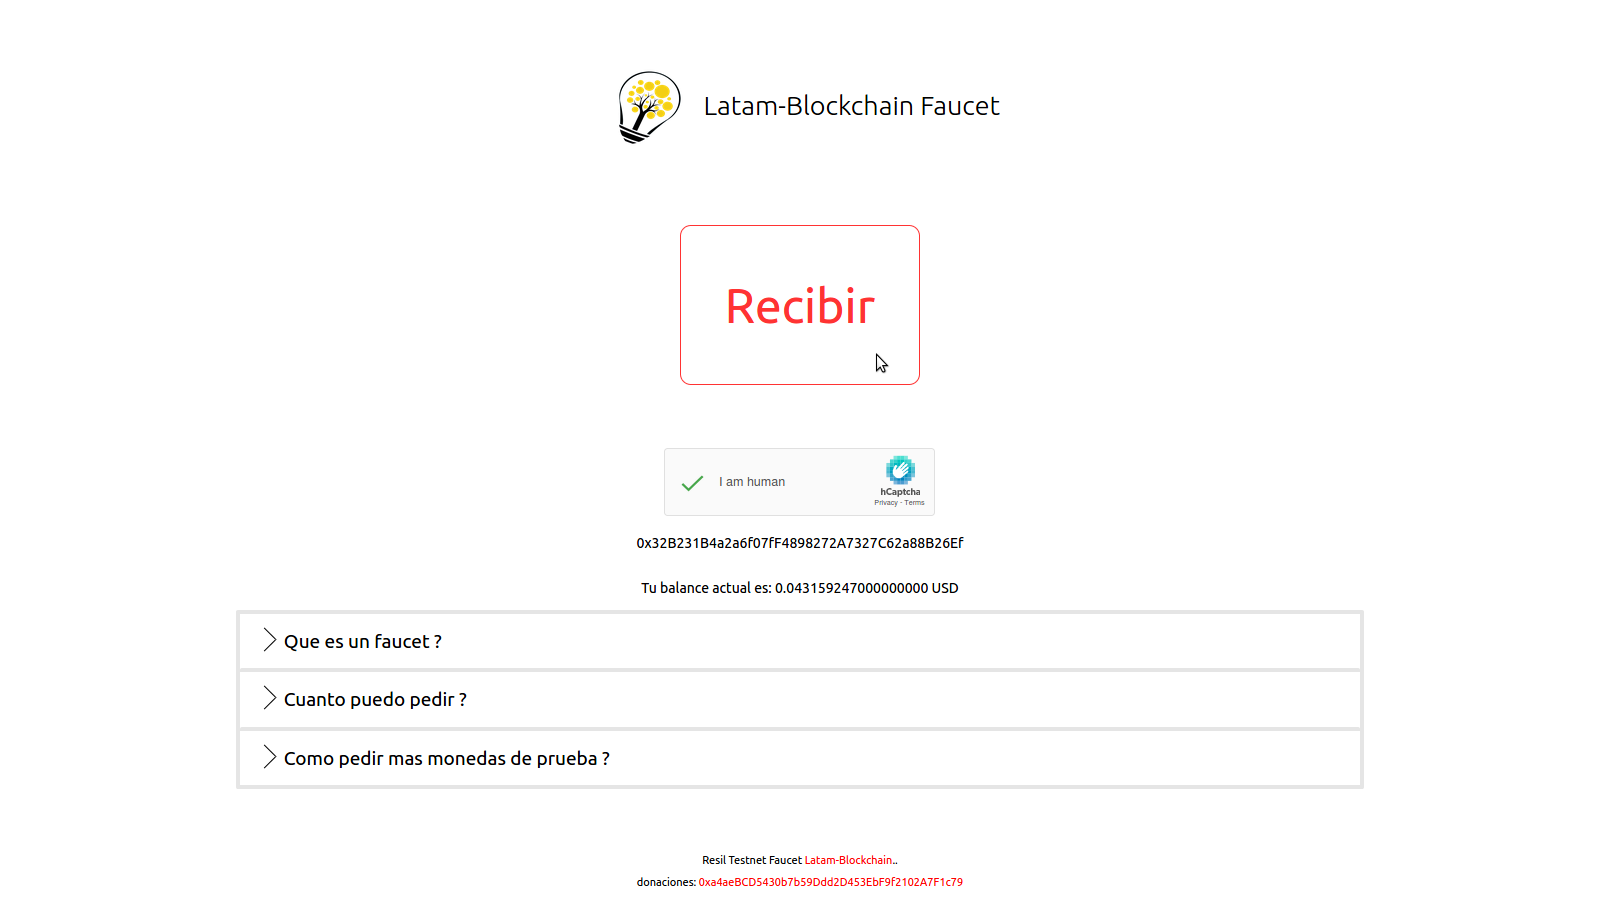 Latam-Blockchain Faucet
Recibir
I am human
hCaptcha
Privacy - Terms
0x32B231B4a2a6f07fF4898272A7327C62a88B26Ef
Tu balance actual es: 0.043159247000000000 USD
Que es un faucet ?
Cuanto puedo pedir ?
Como pedir mas monedas de prueba ?
Resil Testnet Faucet Latam-Blockchain..
donaciones: 0xa4aeBCD5430b7b59Ddd2D453EbF9f2102A7F1c79